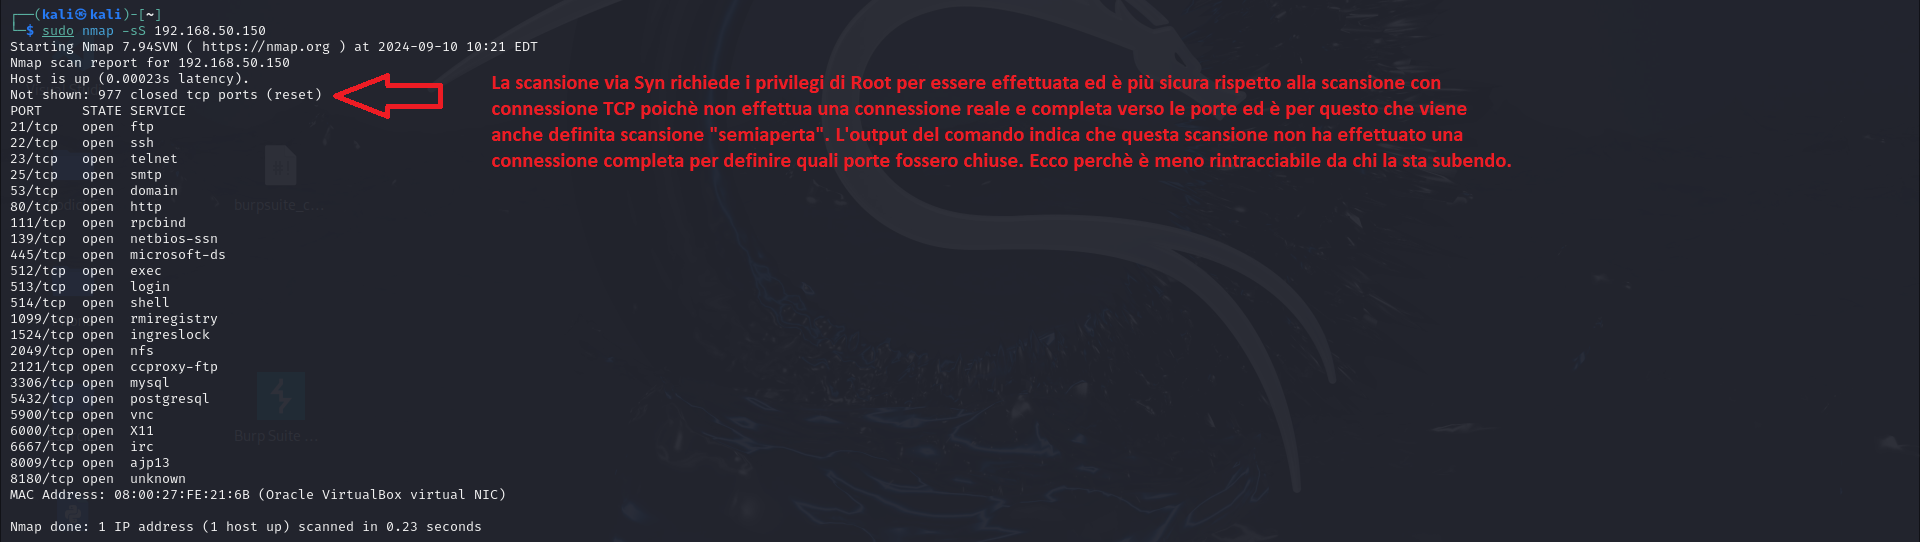 ┌──(kali㉿kali)-[~]
└─$ sudo nmap -sS 192.168.50.150
Starting Nmap 7.94SVN ( https://nmap.org ) at 2024-09-10 10:21 EDT
Nmap scan report for 192.168.50.150
Host is up (0.00023s latency).
Not shown: 977 closed tcp ports (reset)
PORT     STATE SERVICE
21/tcp   open  ftp
22/tcp   open  ssh
23/tcp   open  telnet
25/tcp   open  smtp
53/tcp   open  domain
80/tcp   open  http
111/tcp  open  rpcbind
139/tcp  open  netbios-ssn
445/tcp  open  microsoft-ds
512/tcp  open  exec
513/tcp  open  login
514/tcp  open  shell
1099/tcp open  rmiregistry
1524/tcp open  ingreslock
2049/tcp open  nfs
2121/tcp open  ccproxy-ftp
3306/tcp open  mysql
5432/tcp open  postgresql
5900/tcp open  vnc
6000/tcp open  X11
6667/tcp open  irc
8009/tcp open  ajp13
8180/tcp open  unknown
MAC Address: 08:00:27:FE:21:6B (Oracle VirtualBox virtual NIC)
Nmap done: 1 IP address (1 host up) scanned in 0.23 seconds
La scansione via Syn richiede i privilegi di Root per essere effettuata ed è più sicura rispetto alla scansione con
connessione TCP poichè non effettua una connessione reale e completa verso le porte ed è per questo che viene
anche definita scansione "semiaperta". L'output del comando indica che questa scansione non ha effettuato una
connessione completa per definire quali porte fossero chiuse. Ecco perchè è meno rintracciabile da chi la sta subendo.
burpsuite_c...
Burp Suite ...